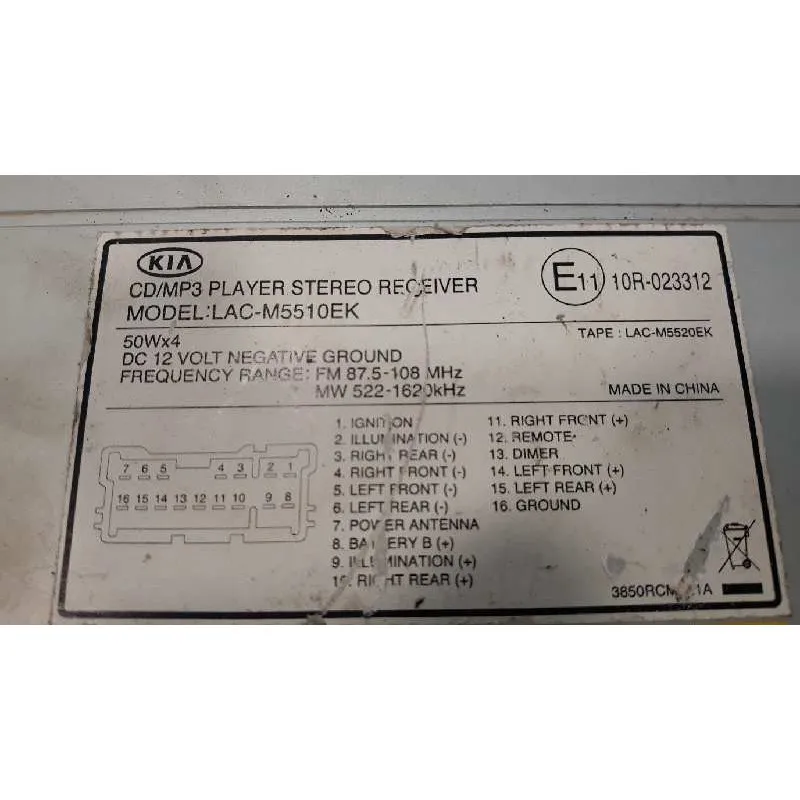 KIA
CD/MP3 PLAYER STEREO RECEIVER
MODEL:LAC-M5510EK
E11 10R-023312
50Wx4
TAPE : LAC-M5520EK
DC 12 VOLT NEGATIVE GROUND
FREQUENCY RANGE: FM 87.5-108 MHz
MW 522-1620kHz
MADE IN CHINA
7 6 5 4 3 2 1
16 15 14 13 12 11 10 9 8
1. IGNITION
2. ILLUMINATION (-)
3. RIGHT REAR (-)
4. RIGHT FRONT (-)
5. LEFT FRONT (-)
6. LEFT REAR (-)
7. POWER ANTENNA
8. BATTERY B (+)
9. ILLUMINATION (+)
10. RIGHT REAR (+)
11. RIGHT FRONT (+)
12. REMOTE
13. DIMER
14. LEFT FRONT (+)
15. LEFT REAR (+)
16. GROUND